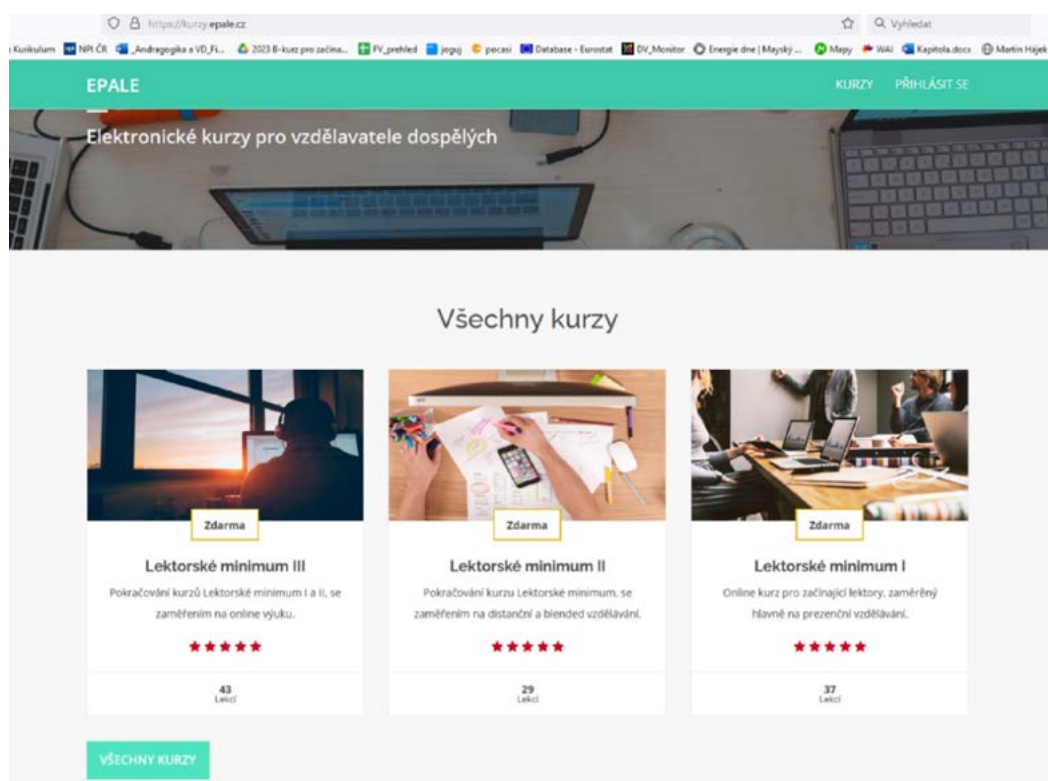 https://kurzy.epale.cz
Vyhledat
Kurikulum NPI ČR _Andragogika a VD_Fi... 2023 B-kurz pro začína... FV_prehled joguj pocasi Database - Eurostat DV_Monitor Energie dne | Mayský ... Mapy WAI Kapitola.docx Martin Hájek
EPALE
KURZY PŘIHLÁSIT SE
Elektronické kurzy pro vzdělavatele dospělých
Všechny kurzy
Zdarma
Lektorské minimum III
Pokračování kurzů Lektorské minimum I a II, se
zaměřením na online výuku.
43
Lekcí
Zdarma
Lektorské minimum II
Pokračování kurzu Lektorské minimum, se
zaměřením na distanční a blended vzdělávání.
29
Lekcí
Zdarma
Lektorské minimum I
Online kurz pro začínající lektory, zaměřěný
hlavně na prezenční vzdělávání.
37
Lekcí
VŠECHNY KURZY